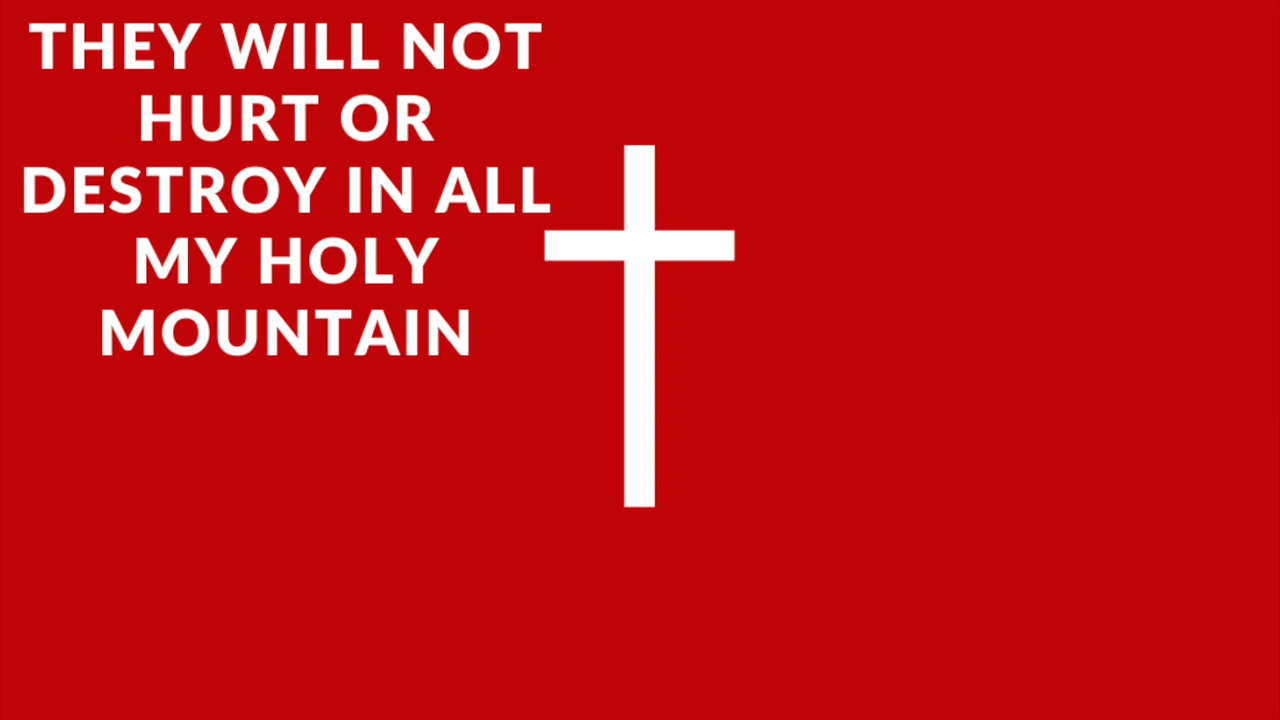 THEY WILL NOT
HURT OR
DESTROY IN ALL
MY HOLY
MOUNTAIN